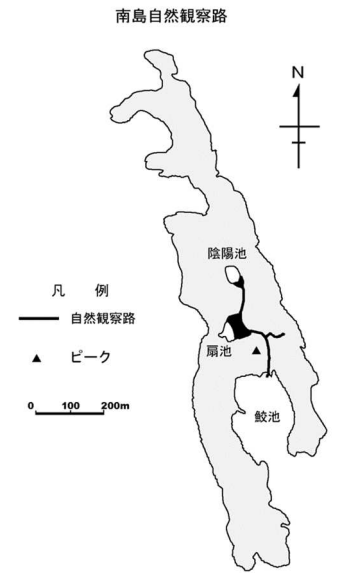 南島自然観察路
N
陰陽池
凡 例
自然観察路
扇池
ピーク
0 100 200m
鮫池